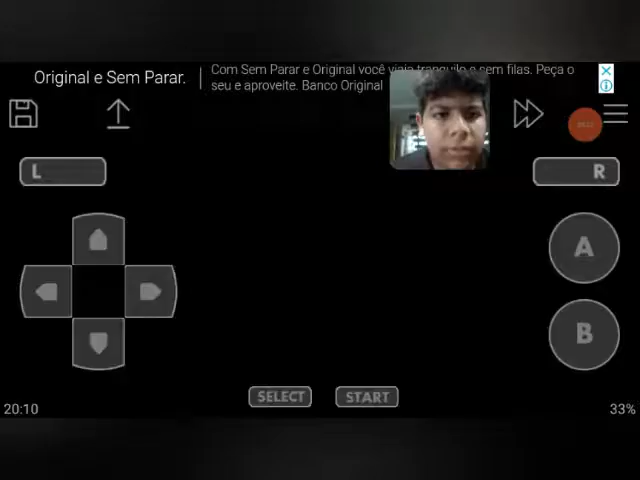 Original e Sem Parar.
Com Sem Parar e Original você viaja tranquilo e sem filas. Peça o
seu e aproveite. Banco Original
L
R
A
B
SELECT
START
20:10
33%